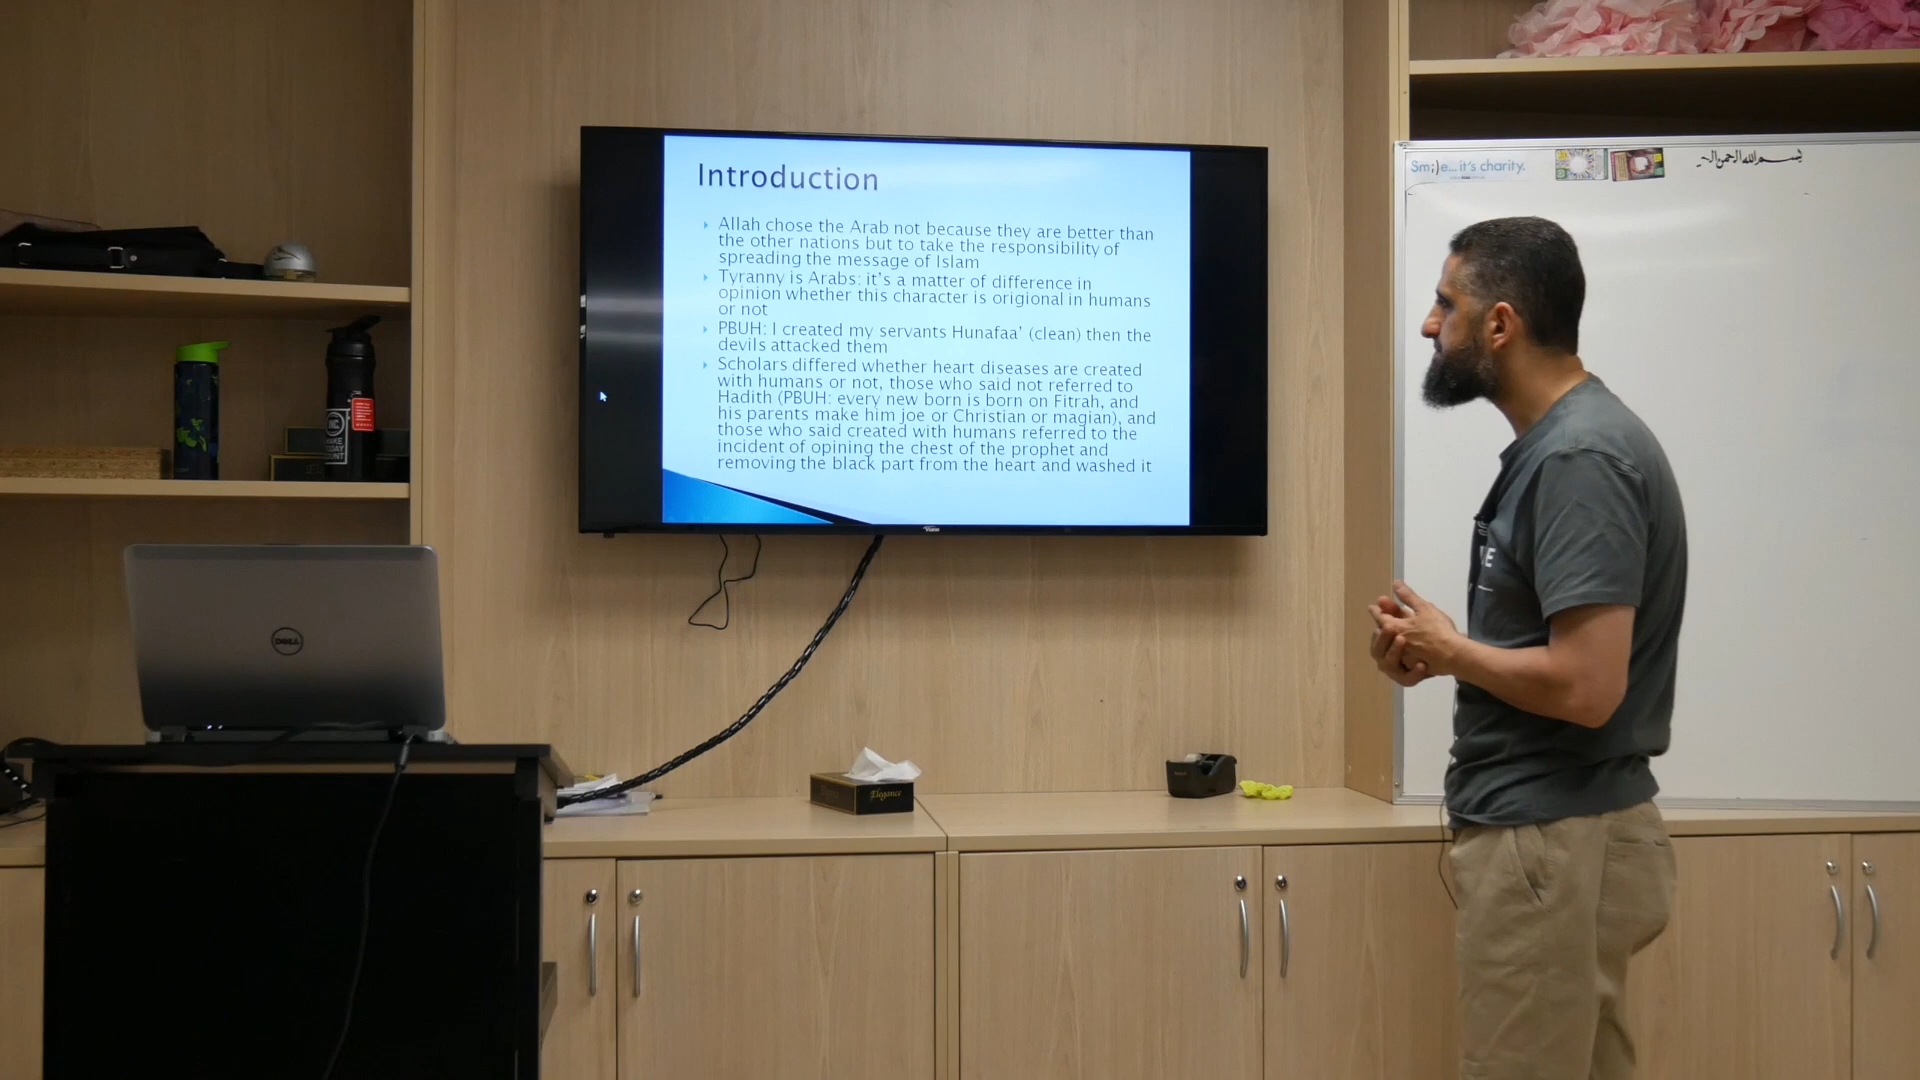 Introduction
Allah chose the Arab not because they are better than
the other nations but to take the responsibility of
spreading the message of Islam
Tyranny is Arabs: it's a matter of difference in
opinion whether this character is origional in humans
or not
PBUH: I created my servants Hunafaa' (clean) then the
devils attacked them
Scholars differed whether heart diseases are created
with humans or not, those who said not referred to
Hadith (PBUH: every new born is born on Fitrah, and
his parents make him joe or Christian or magian), and
those who said created with humans referred to the
incident of opining the chest of the prophet and
removing the black part from the heart and washed it
Sm;)e... it's charity.
بسم الله الرحمن
DELL
Elegance